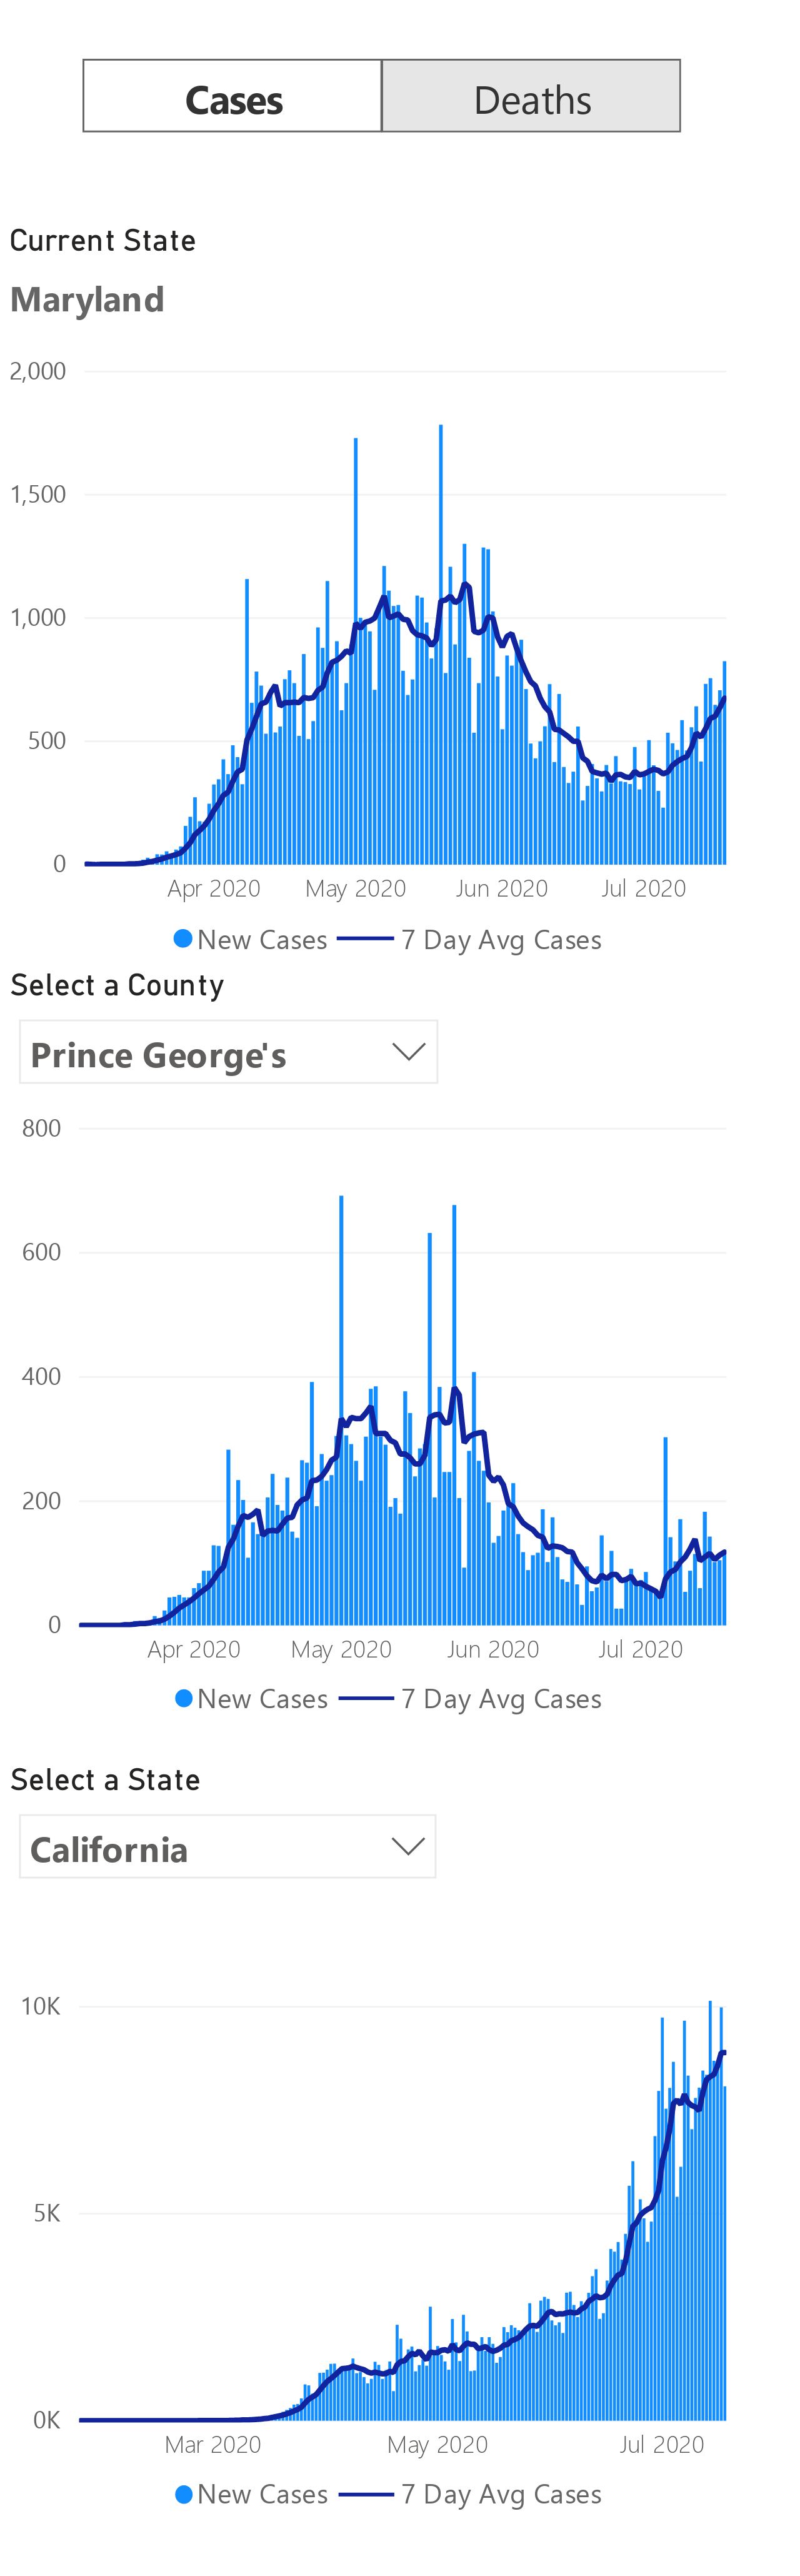 Cases Deaths
Current State
Maryland
2,000
1,500
1,000
500
0
Apr 2020 May 2020 Jun 2020 Jul 2020
New Cases 7 Day Avg Cases
Select a County
Prince George's
800
600
400
200
0
Apr 2020 May 2020 Jun 2020 Jul 2020
New Cases 7 Day Avg Cases
Select a State
California
10K
5K
0K
Mar 2020 May 2020 Jul 2020
New Cases 7 Day Avg Cases